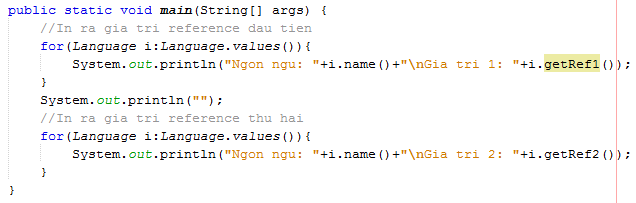 public static void main(String[] args) {
//In ra gia tri reference dau tien
for(Language i:Language.values()){
System.out.println("Ngon ngu: "+i.name()+"\nGia tri 1: "+i.getRef1());
}
System.out.println("");
//In ra gia tri reference thu hai
for(Language i:Language.values()){
System.out.println("Ngon ngu: "+i.name()+"\nGia tri 2: "+i.getRef2());
}
}